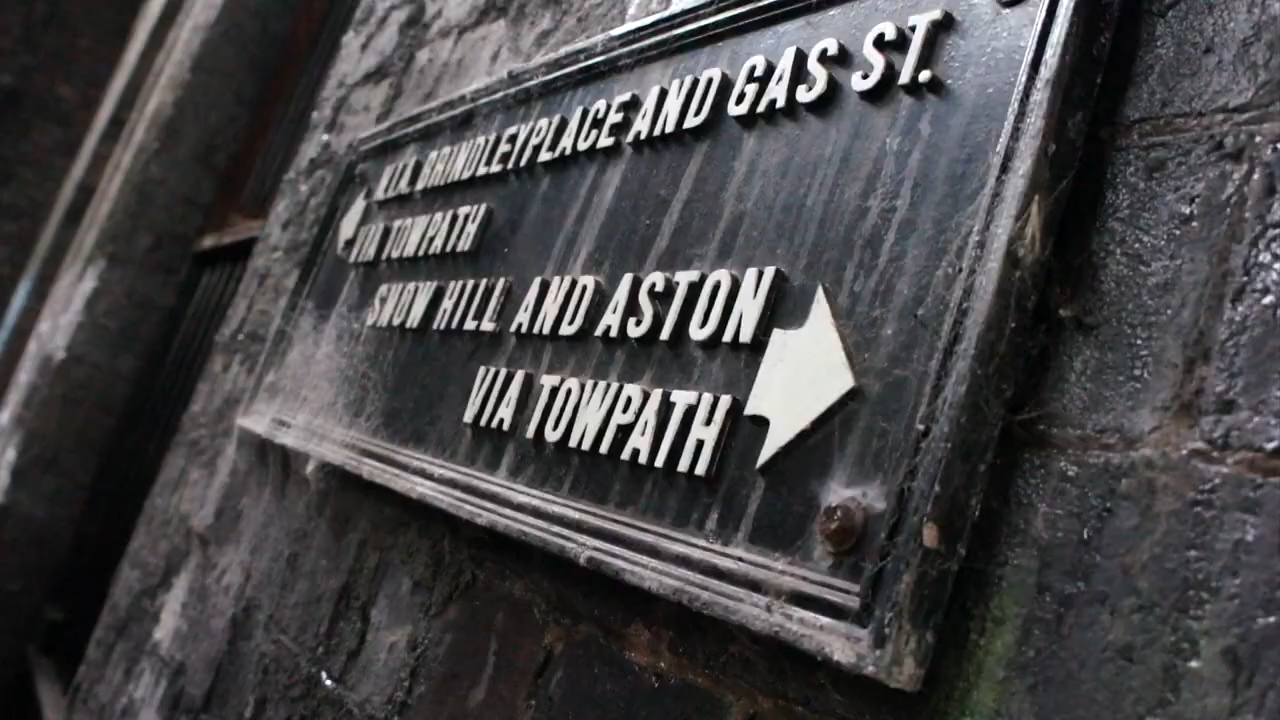 N.I.A. BRINDLEYPLACE AND GAS ST.
VIA TOWPATH
SNOW HILL AND ASTON
VIA TOWPATH